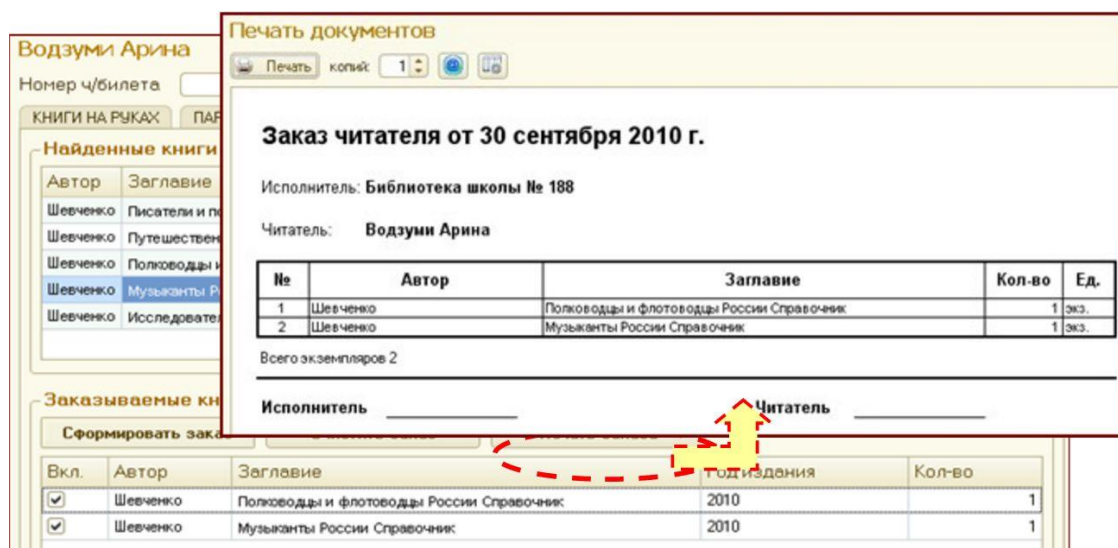 Водзуми Арина
Номер ч/билета
КНИГИ НА РУКАХ
Найденные книги
Автор Заглавие
Шевченко Писатели и
Шевченко
Шевченко Полководцы и
Шевченко Музыканты
Шевченко
Печать документов
Печать копий: 1
Заказ читателя от 30 сентября 2010 г.
Исполнитель: Библиотека школы № 188
Читатель: Водзуми Арина
№ Автор Заглавие Кол-во Ед.
1 Шевченко Полководцы и флотоводцы России Справочник 1 экз.
2 Шевченко Музыканты России Справочник 1 экз.
Всего экземпляров 2
Исполнитель Читатель
Заказываемые
Сформировать
Вкл. Автор Заглавие Год издания Кол-во
Шевченко Полководцы и флотоводцы России Справочник 2010 1
Шевченко Музыканты России Справочник 2010 1